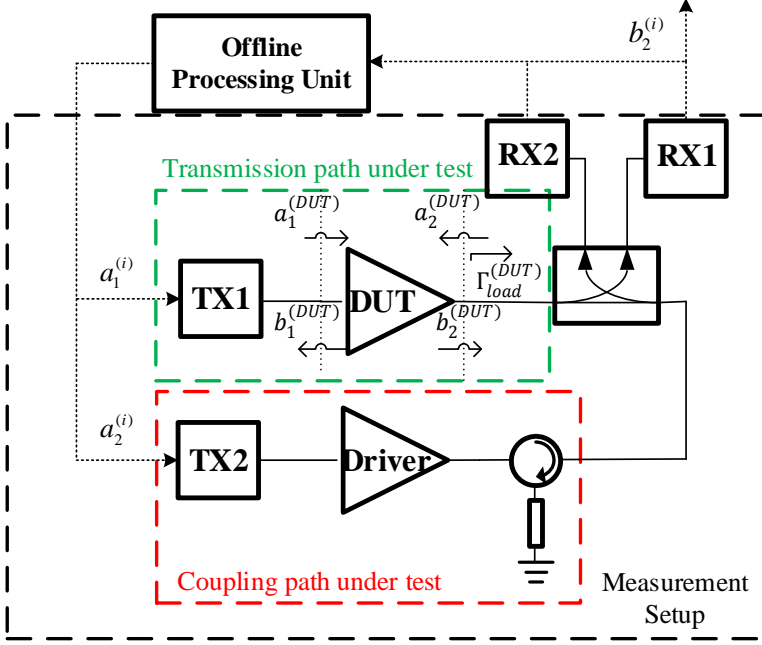 Offline
Processing Unit
b_2^{(i)}
RX2
RX1
Transmission path under test
a_1^{(DUT)}
a_2^{(DUT)}
Γ_{load}^{(DUT)}
a_1^{(i)}
TX1
DUT
b_1^{(DUT)}
b_2^{(DUT)}
a_2^{(i)}
TX2
Driver
Coupling path under test
Measurement
Setup